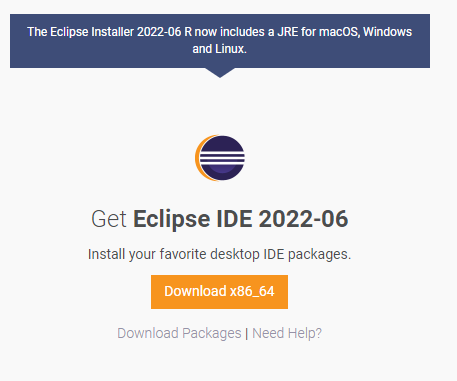 The Eclipse Installer 2022-06 R now includes a JRE for macOS, Windows
and Linux.
Get Eclipse IDE 2022-06
Install your favorite desktop IDE packages.
Download x86_64
Download Packages | Need Help?